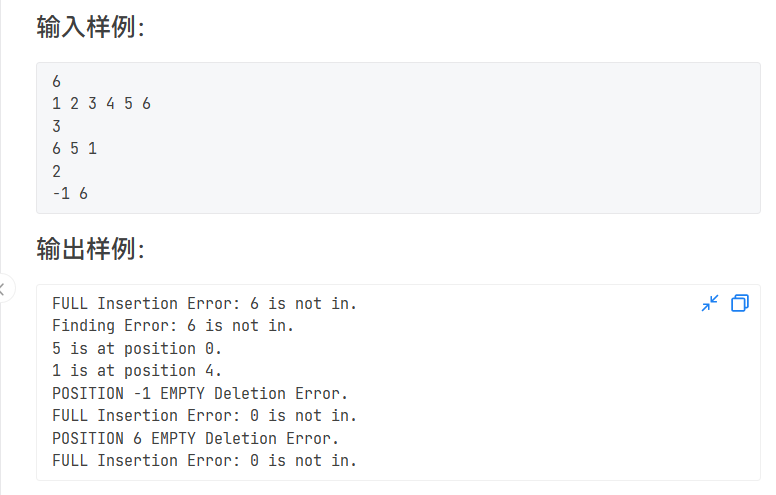 输入样例：
6
1 2 3 4 5 6
3
6 5 1
2
-1 6
输出样例：
FULL Insertion Error: 6 is not in.
Finding Error: 6 is not in.
5 is at position 0.
1 is at position 4.
POSITION -1 EMPTY Deletion Error.
FULL Insertion Error: 0 is not in.
POSITION 6 EMPTY Deletion Error.
FULL Insertion Error: 0 is not in.